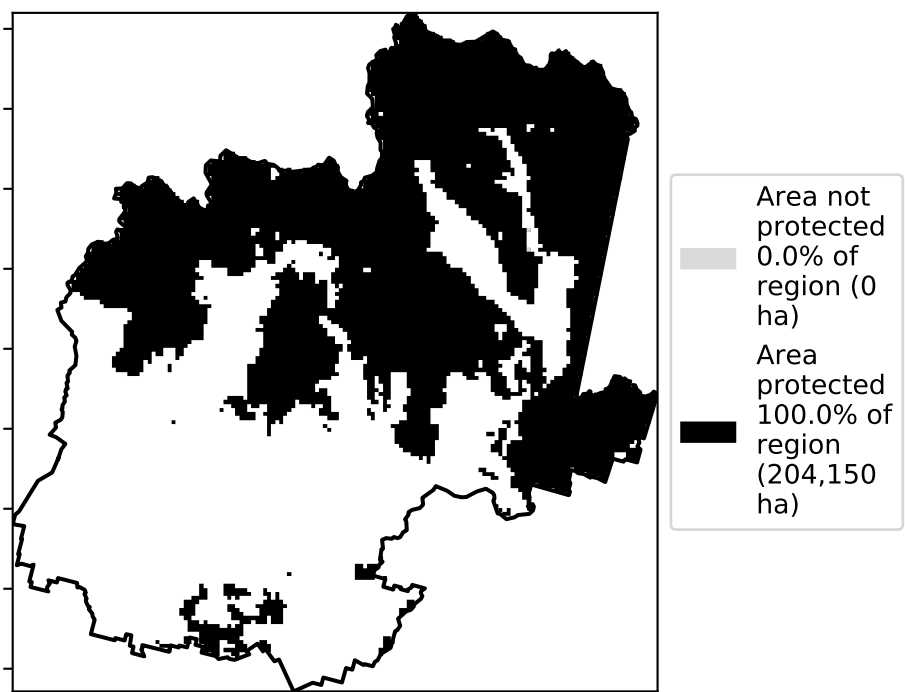 Area not
protected
0.0% of
region (0
ha)
Area
protected
100.0% of
region
(204,150
ha)